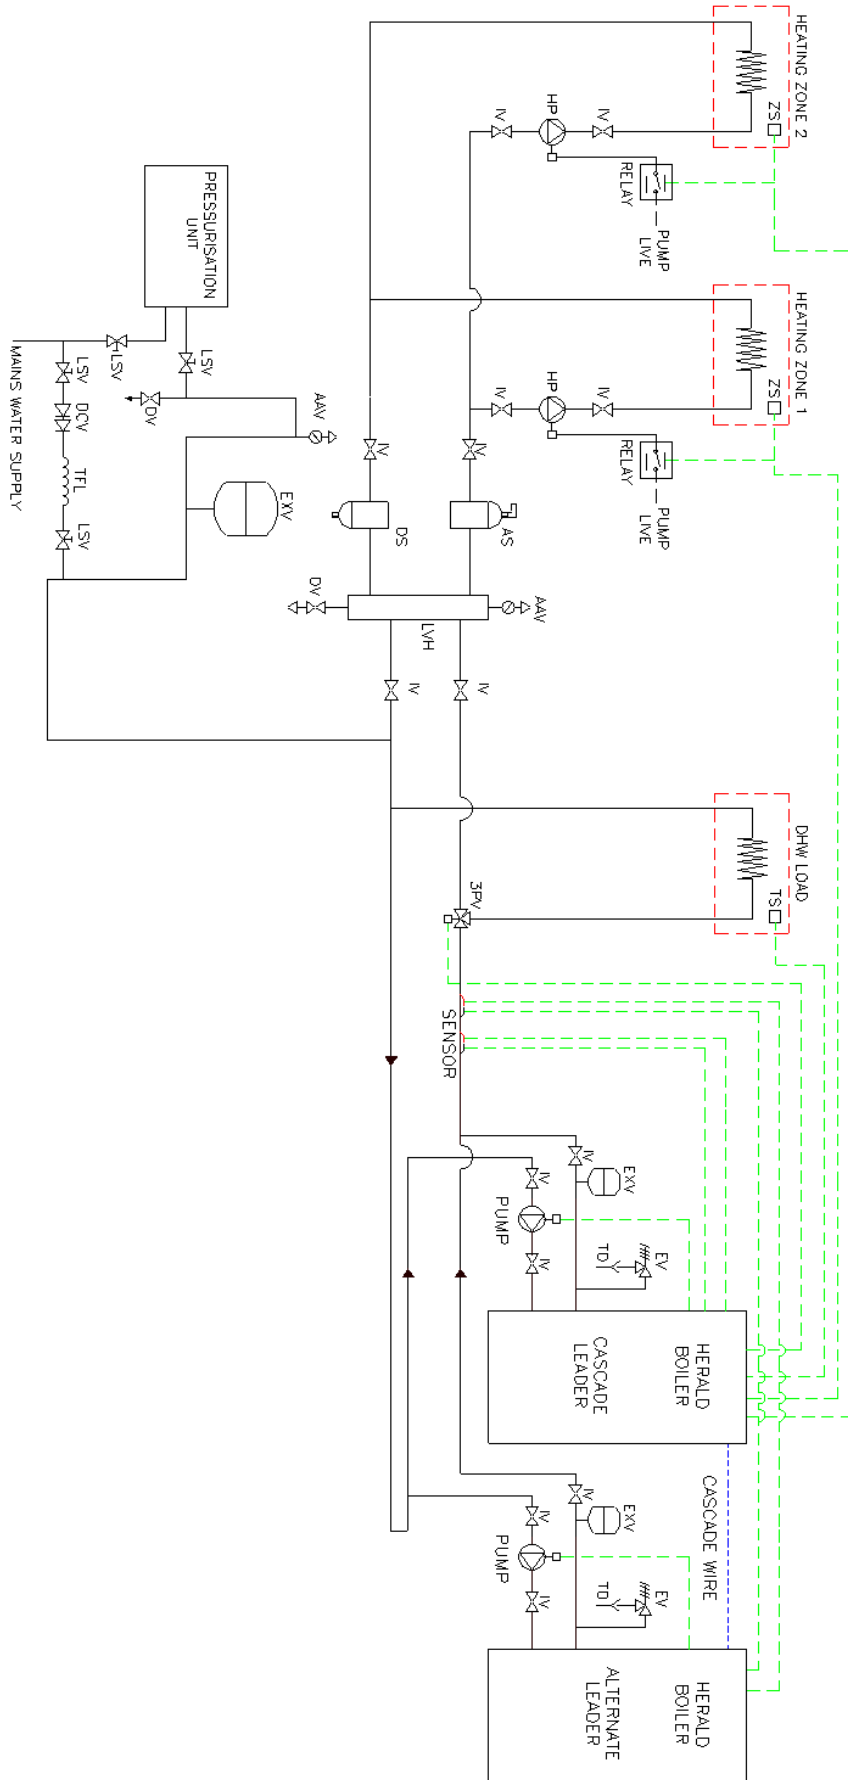 HEATING ZONE 2
HEATING ZONE 1
DHW LOAD
ZS
ZS
TS
CASCADE WIRE
HERALD
BOILER
HERALD
BOILER
PUMP
LIVE
PUMP
LIVE
EV
EV
RELAY
RELAY
EXV
EXV
TD
TD
CASCADE
LEADER
ALTERNATE
LEADER
IV
HP
IV
IV
HP
IV
IV
IV
IV
IV
IV
IV
PUMP
PUMP
AAV
AS
IV
IV
3PV
SENSOR
LVH
IV
DS
IV
DV
AAV
EXV
PRESSURISATION
UNIT
LSV
DV
LSV
LSV
DCV
TFL
LSV
MAINS WATER SUPPLY